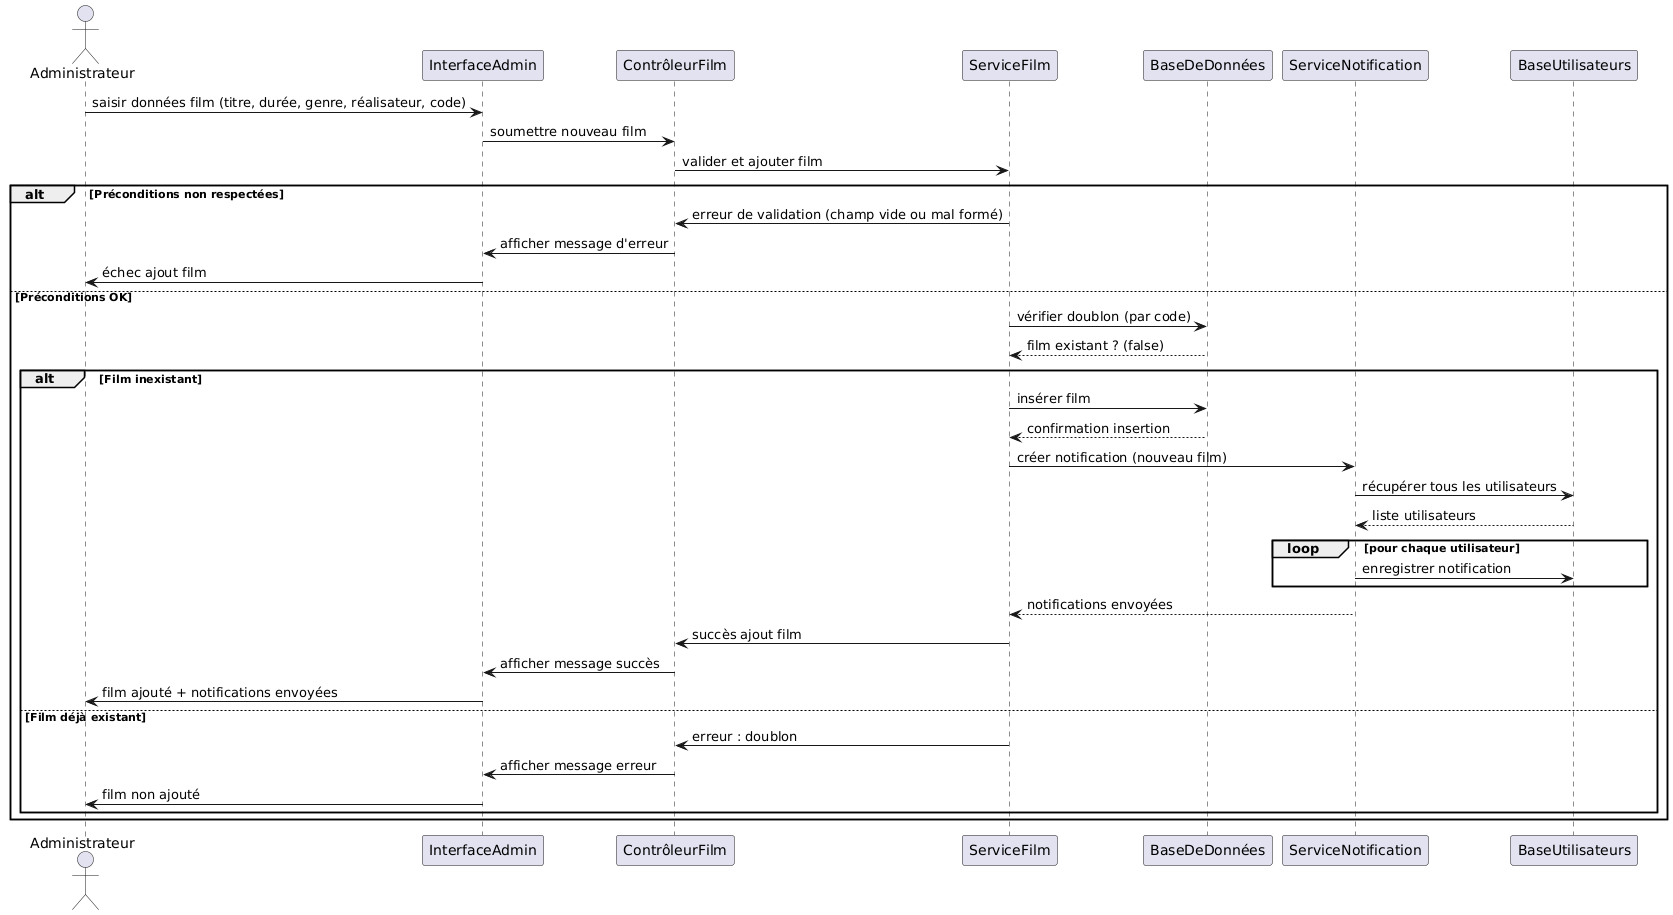 Administrateur
InterfaceAdmin
ContrôleurFilm
ServiceFilm
BaseDeDonnées
ServiceNotification
BaseUtilisateurs
saisir données film (titre, durée, genre, réalisateur, code)
soumettre nouveau film
valider et ajouter film
alt
[Préconditions non respectées]
erreur de validation (champ vide ou mal formé)
afficher message d'erreur
échec ajout film
[Préconditions OK]
vérifier doublon (par code)
film existant ? (false)
alt
[Film inexistant]
insérer film
confirmation insertion
créer notification (nouveau film)
récupérer tous les utilisateurs
liste utilisateurs
loop
[pour chaque utilisateur]
enregistrer notification
notifications envoyées
succès ajout film
afficher message succès
film ajouté + notifications envoyées
[Film déjà existant]
erreur : doublon
afficher message erreur
film non ajouté
Administrateur
InterfaceAdmin
ContrôleurFilm
ServiceFilm
BaseDeDonnées
ServiceNotification
BaseUtilisateurs